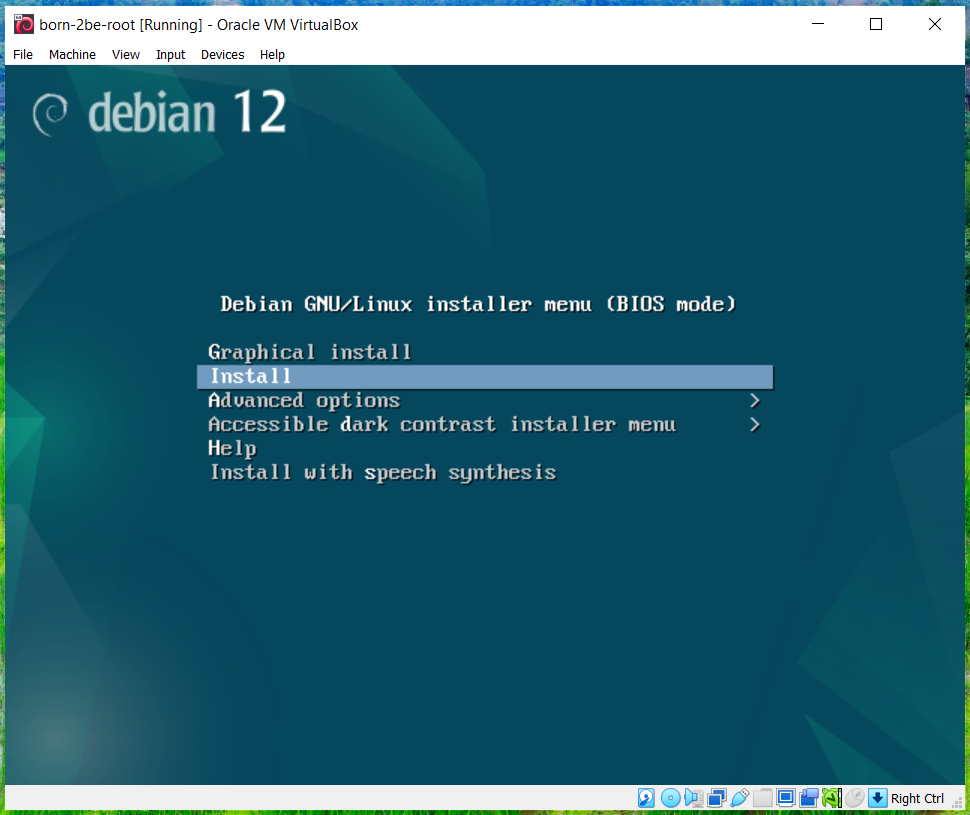 born-2be-root [Running] - Oracle VM VirtualBox
File Machine View Input Devices Help
debian 12
Debian GNU/Linux installer menu (BIOS mode)
Graphical install
Install
Advanced options >
Accessible dark contrast installer menu >
Help
Install with speech synthesis
Right Ctrl